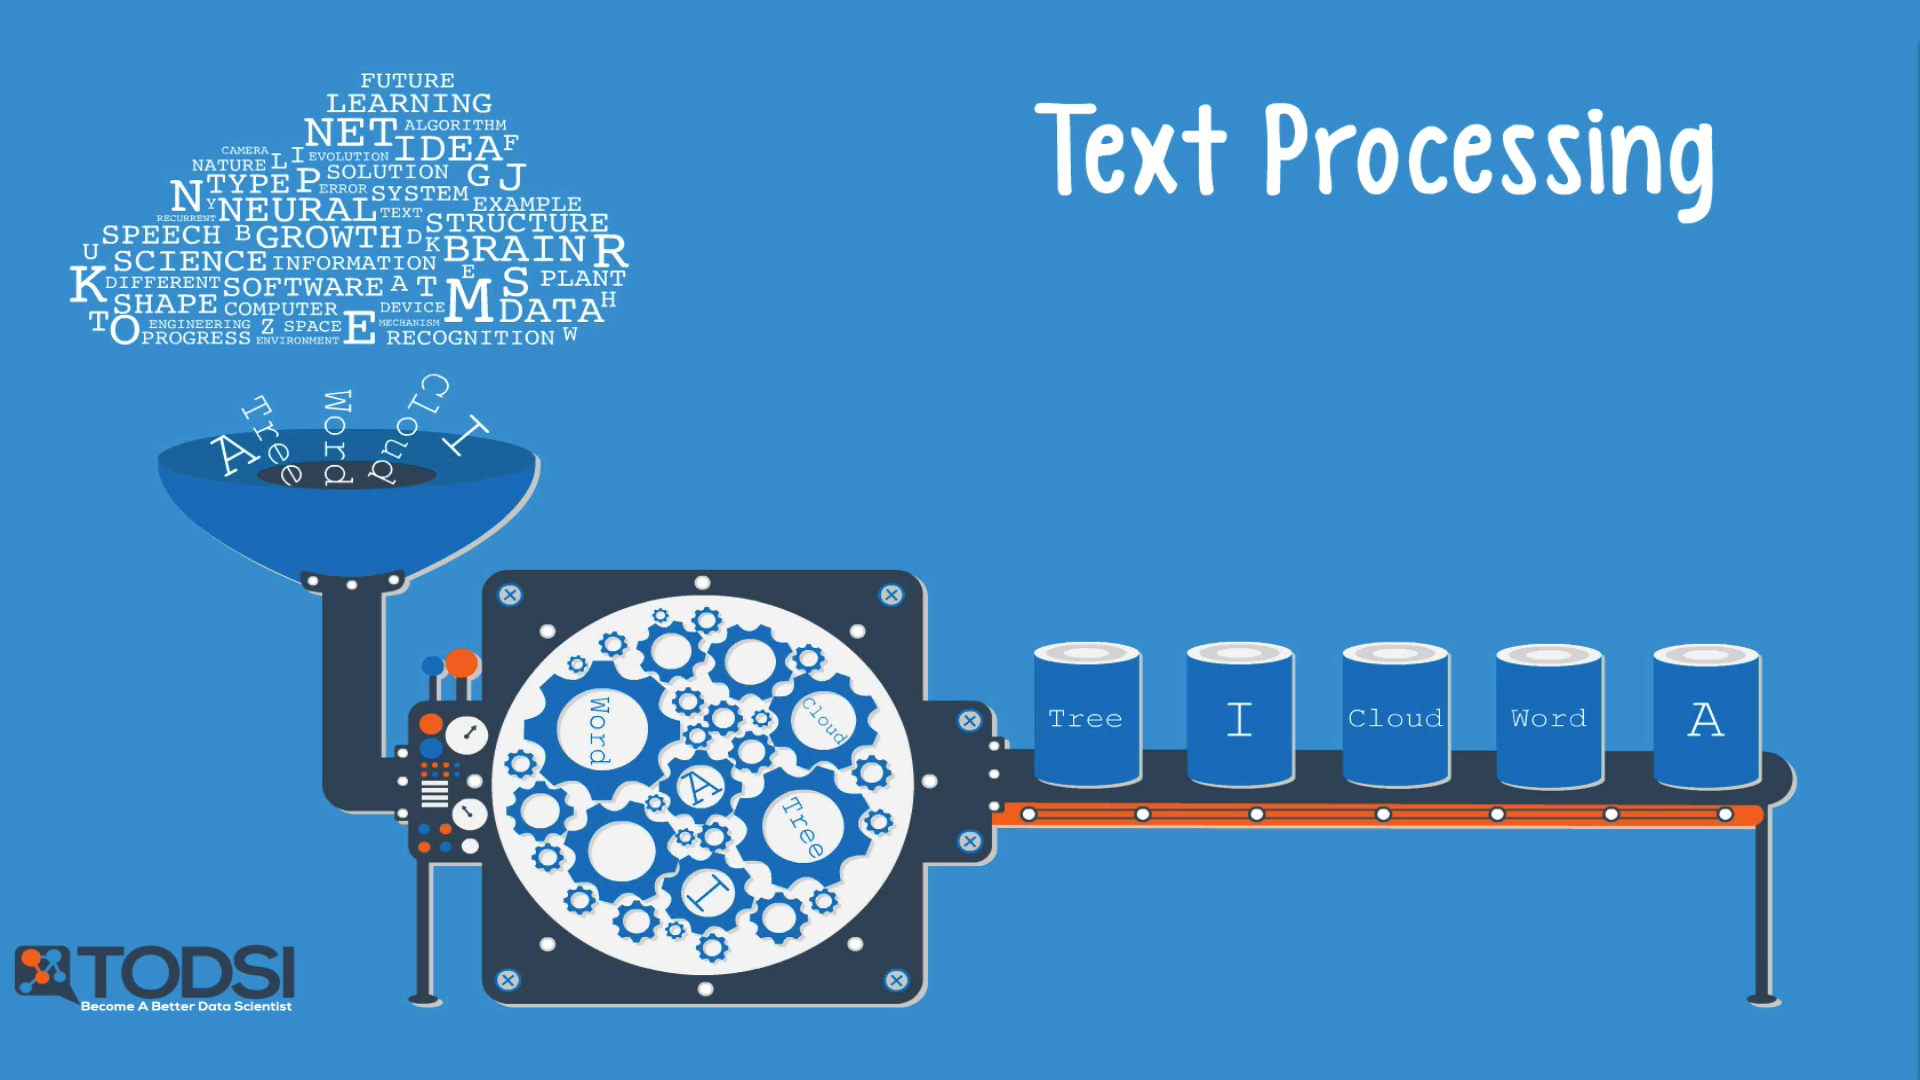 Text Processing
FUTURE
LEARNING
NET ALGORITHM
IDEA F
CAMERA L I EVOLUTION
NATURE SOLUTION G J
N TYPE P ERROR SYSTEM
Y NEURAL TEXT EXAMPLE
RECURRENT STRUCTURE
SPEECH B GROWTH D K BRAIN R
U SCIENCE INFORMATION E S PLANT
K DIFFERENT SOFTWARE A T M
SHAPE COMPUTER DEVICE DATA H
T O ENGINEERING Z SPACE E MECHANISM
PROGRESS ENVIRONMENT RECOGNITION W
A Tree Word Cloud I
Word Cloud
A Tree
I
Tree I Cloud Word A
TODSI
Become A Better Data Scientist